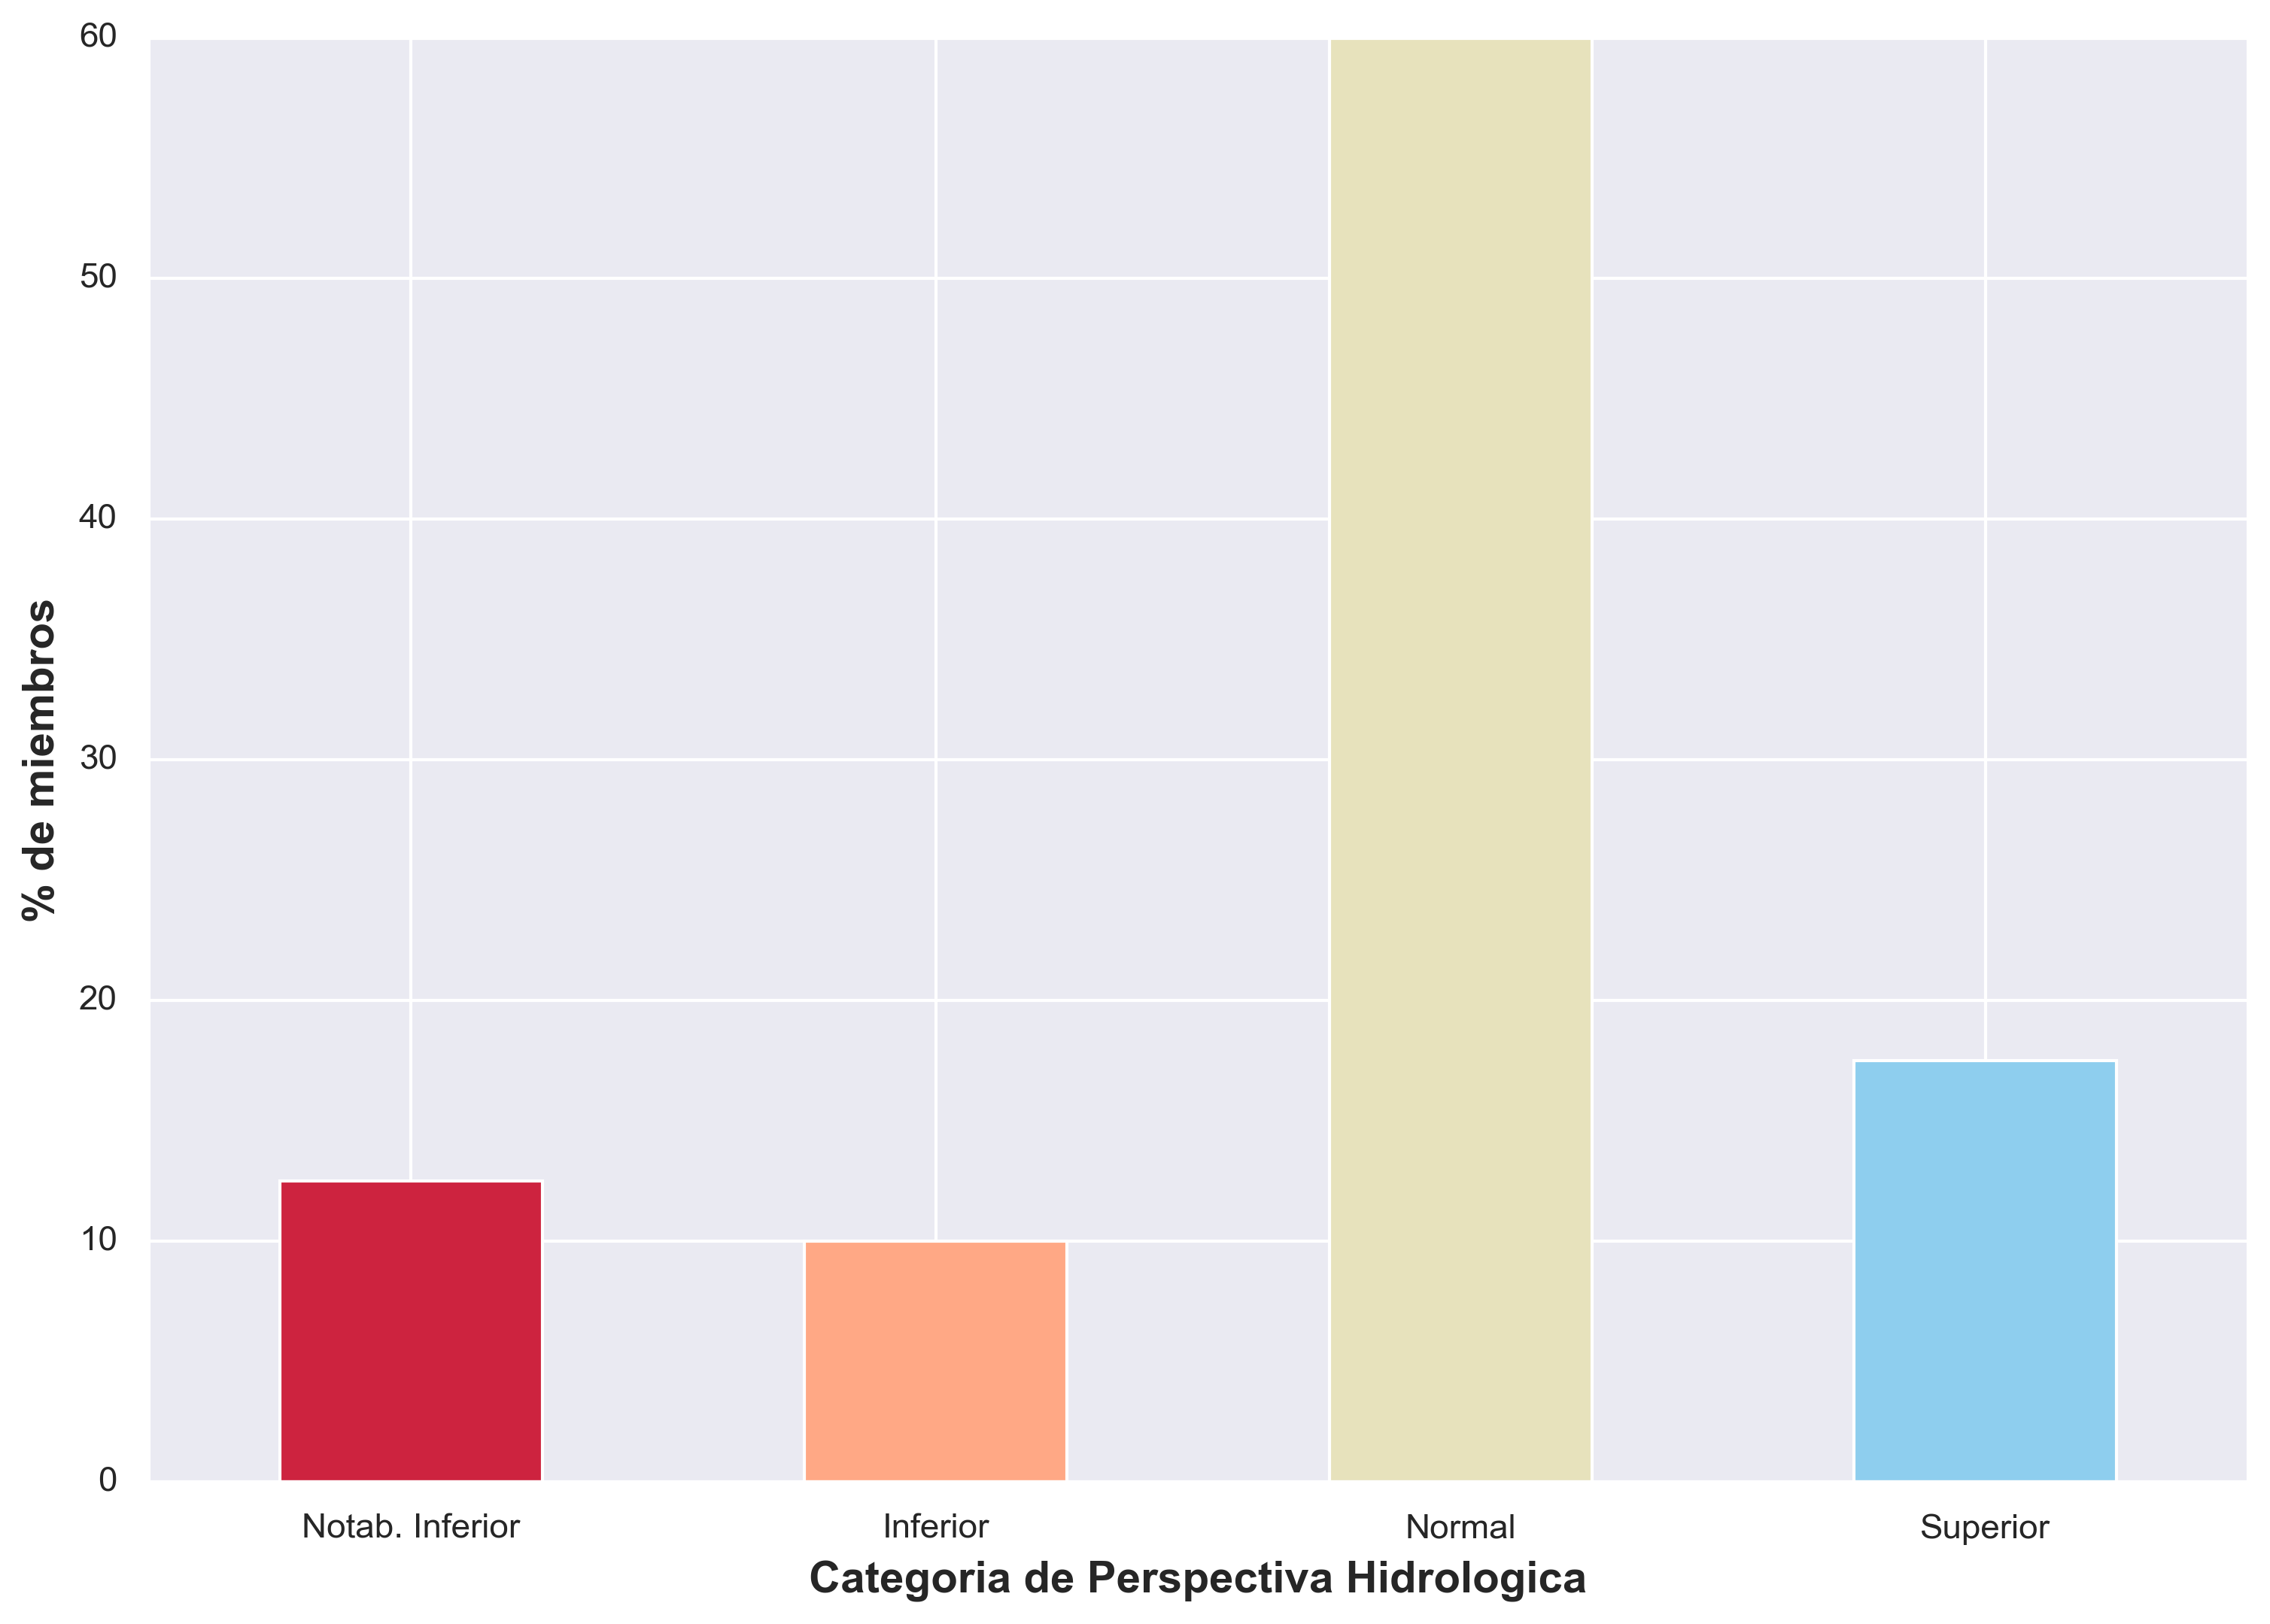 60
50
40
30
20
10
0
% de miembros
Notab. Inferior
Inferior
Normal
Superior
Categoria de Perspectiva Hidrologica